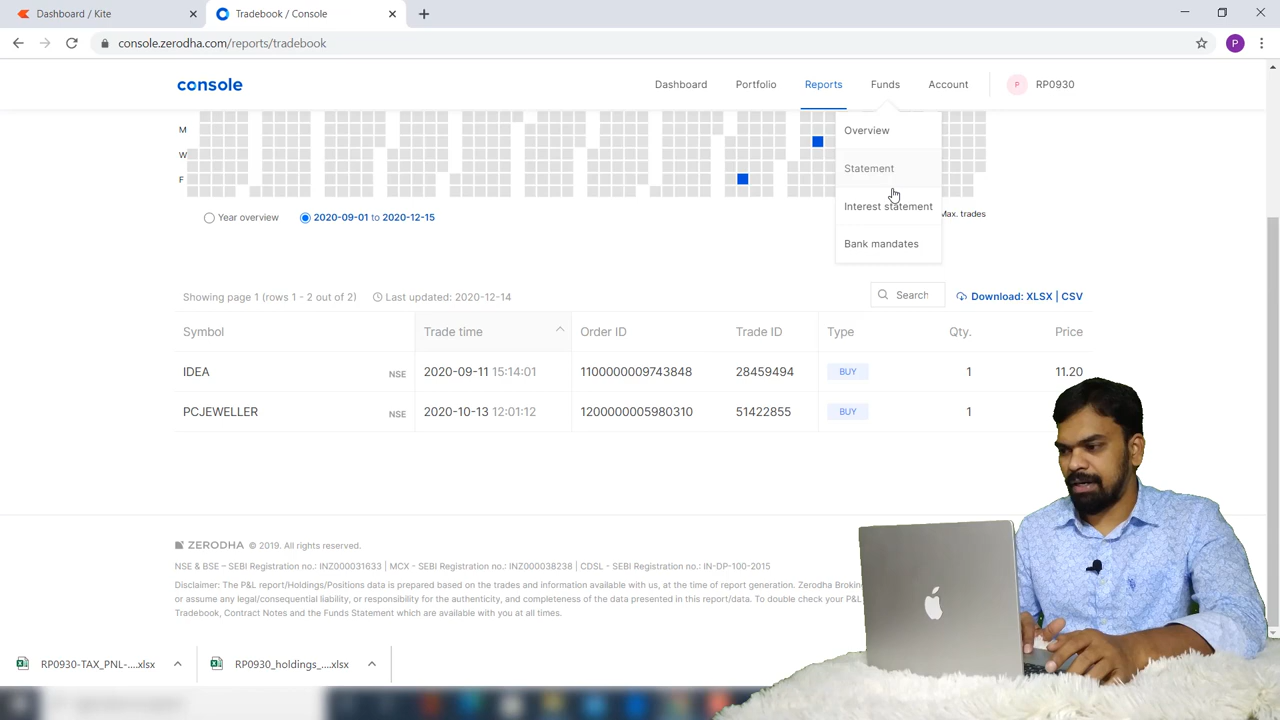 Dashboard / Kite
Tradebook / Console
console.zerodha.com/reports/tradebook
P
console
Dashboard
Portfolio
Reports
Funds
Account
P
RP0930
Overview
Statement
Interest statement
Bank mandates
M
W
F
Year overview
2020-09-01 to 2020-12-15
Max. trades
Showing page 1 (rows 1 - 2 out of 2)
Last updated: 2020-12-14
Search
Download: XLSX | CSV
Symbol Trade time Order ID Trade ID Type Qty. Price
IDEA NSE 2020-09-11 15:14:01 1100000009743848 28459494 BUY 1 11.20
PCJEWELLER NSE 2020-10-13 12:01:12 1200000005980310 51422855 BUY 1
ZERODHA © 2019. All rights reserved.
NSE & BSE – SEBI Registration no.: INZ000031633 | MCX - SEBI Registration no.: INZ000038238 | CDSL - SEBI Registration no.: IN-DP-100-2015
Disclaimer: The P&L report/Holdings/Positions data is prepared based on the trades and information available with us, at the time of report generation. Zerodha Broking
or assume any legal/consequential liability, or responsibility for the authenticity, and completeness of the data presented in this report/data. To double check your P&L
Tradebook, Contract Notes and the Funds Statement which are available with you at all times.
RP0930-TAX_PNL-....xlsx
RP0930_holdings_....xlsx